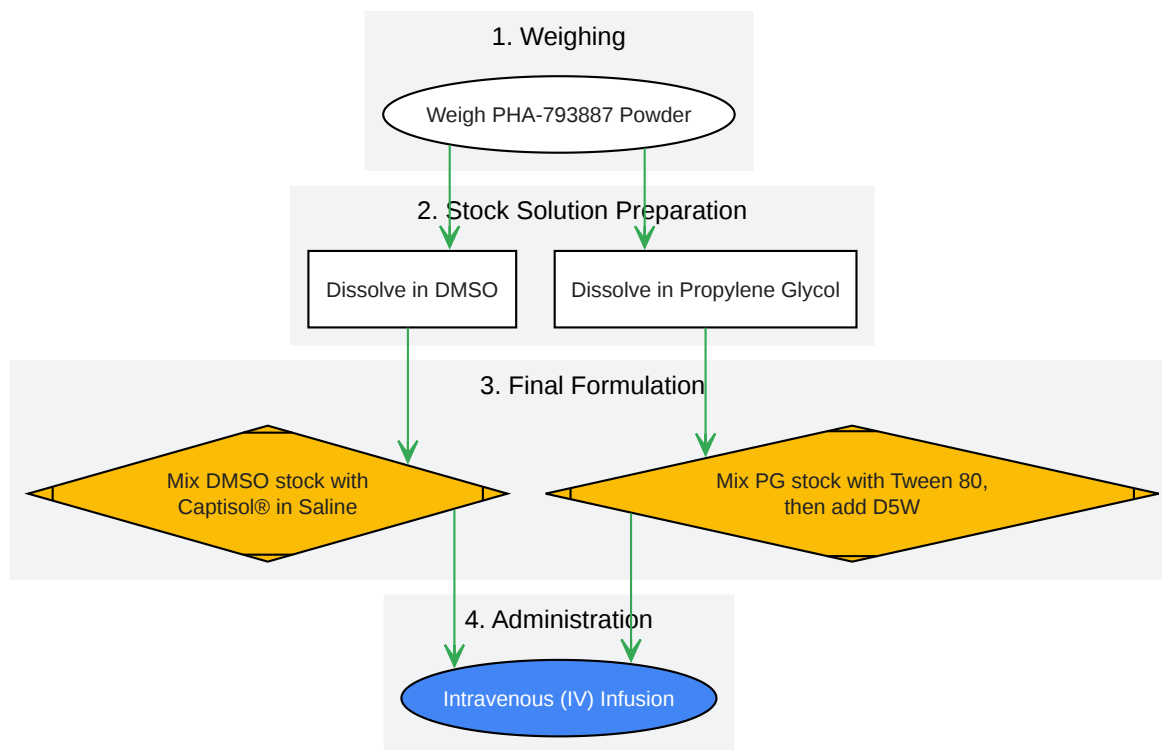 1. Weighing
Weigh PHA-793887 Powder
2. Stock Solution Preparation
Dissolve in DMSO
Dissolve in Propylene Glycol
3. Final Formulation
Mix DMSO stock with
Captisol® in Saline
Mix PG stock with Tween 80,
then add D5W
4. Administration
Intravenous (IV) Infusion